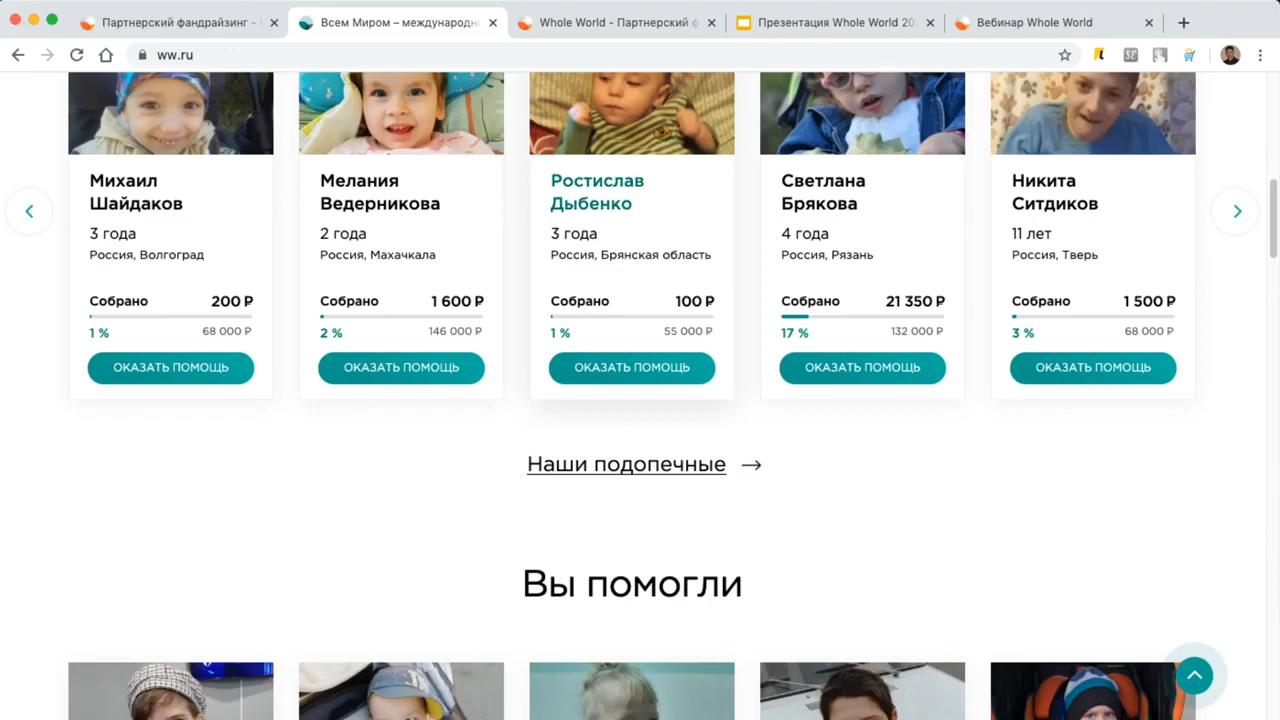 Партнерский фандрайзинг -
Всем Миром – международн
Whole World - Партнерский ф
Презентация Whole World 20
Вебинар Whole World
ww.ru
Михаил
Шайдаков
3 года
Россия, Волгоград
Собрано 200 ₽
1 % 68 000 ₽
ОКАЗАТЬ ПОМОЩЬ
Мелания
Ведерникова
2 года
Россия, Махачкала
Собрано 1 600 ₽
2 % 146 000 ₽
ОКАЗАТЬ ПОМОЩЬ
Ростислав
Дыбенко
3 года
Россия, Брянская область
Собрано 100 ₽
1 % 55 000 ₽
ОКАЗАТЬ ПОМОЩЬ
Светлана
Брякова
4 года
Россия, Рязань
Собрано 21 350 ₽
17 % 132 000 ₽
ОКАЗАТЬ ПОМОЩЬ
Никита
Ситдиков
11 лет
Россия, Тверь
Собрано 1 500 ₽
3 % 68 000 ₽
ОКАЗАТЬ ПОМОЩЬ
Наши подопечные →
Вы помогли